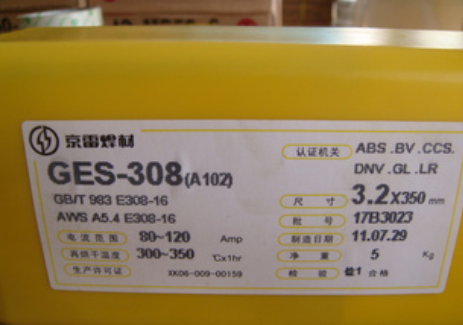 京雷焊材
GES-308(A102)
GB/T 983 E308-16
AWS A5.4 E308-16
电流范围 80~120 Amp
再烘干温度 300~350 ℃x1hr
生产许可证 XK06-009-00159
认证机关 ABS.BV.CCS.
DNV.GL.LR
尺寸 3.2x350 mm
批号 17B3023
制造日期 11.07.29
净重 5 Kg
检验 合格